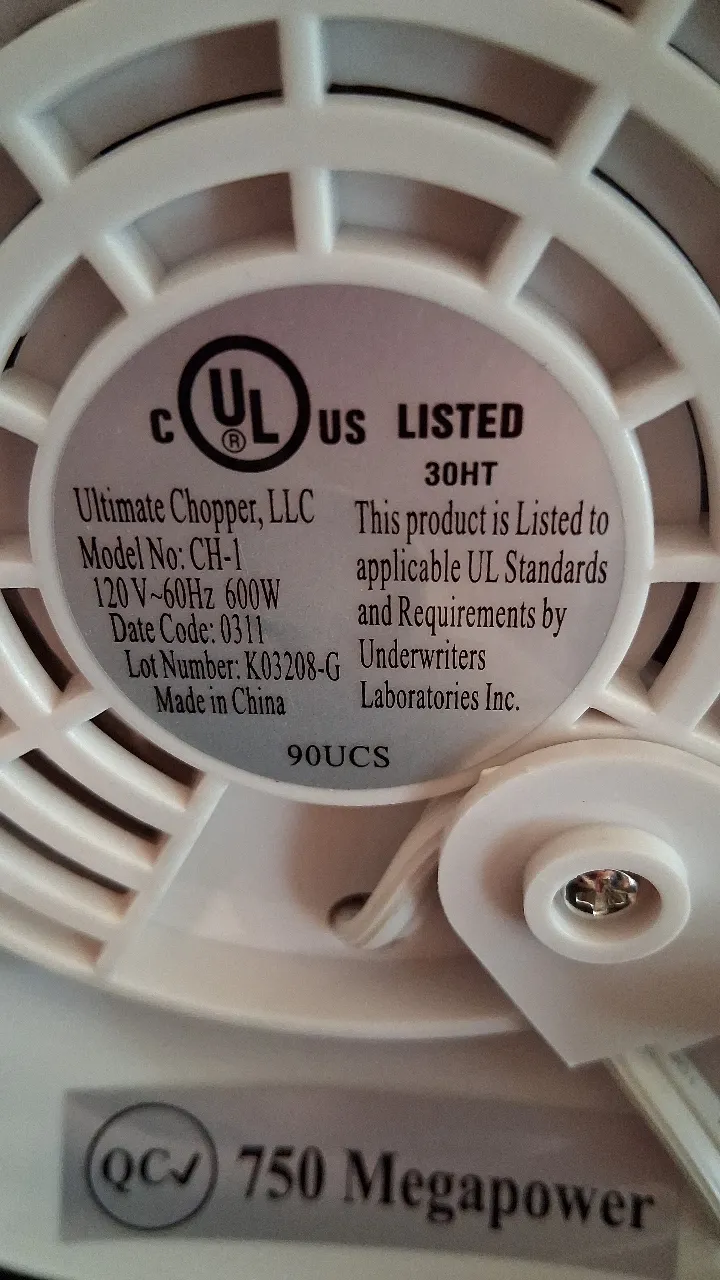 C UL® US LISTED
30HT
Ultimate Chopper, LLC
Model No: CH-1
120 V~60Hz 600W
Date Code: 0311
Lot Number: K03208-G
Made in China
This product is Listed to
applicable UL Standards
and Requirements by
Underwriters
Laboratories Inc.
90UCS
QC✓ 750 Megapower